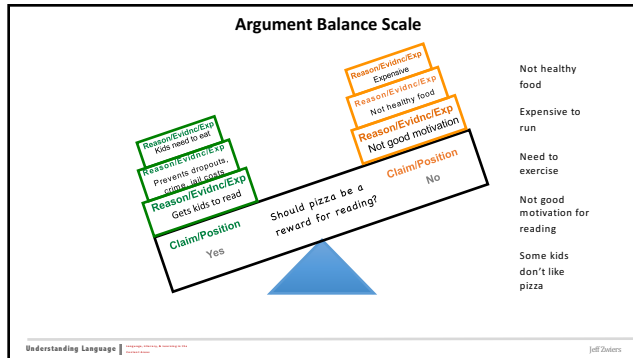 Argument Balance Scale
Reason/Evidnc/Exp
Kids need to eat
Reason/Evidnc/Exp
Prevents dropouts,
crime, jail costs
Reason/Evidnc/Exp
Gets kids to read
Claim/Position
Yes
Should pizza be a
reward for reading?
Reason/Evidnc/Exp
Expensive
Reason/Evidnc/Exp
Not healthy food
Reason/Evidnc/Exp
Not good motivation
Claim/Position
No
Not healthy
food
Expensive to
run
Need to
exercise
Not good
motivation for
reading
Some kids
don't like
pizza
Understanding Language
Jeff Zwiers